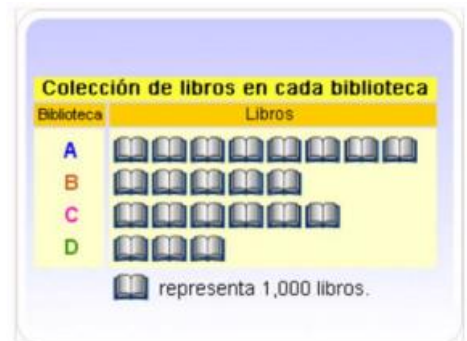 Colección de libros en cada biblioteca
Biblioteca Libros
A
B
C
D
representa 1,000 libros.